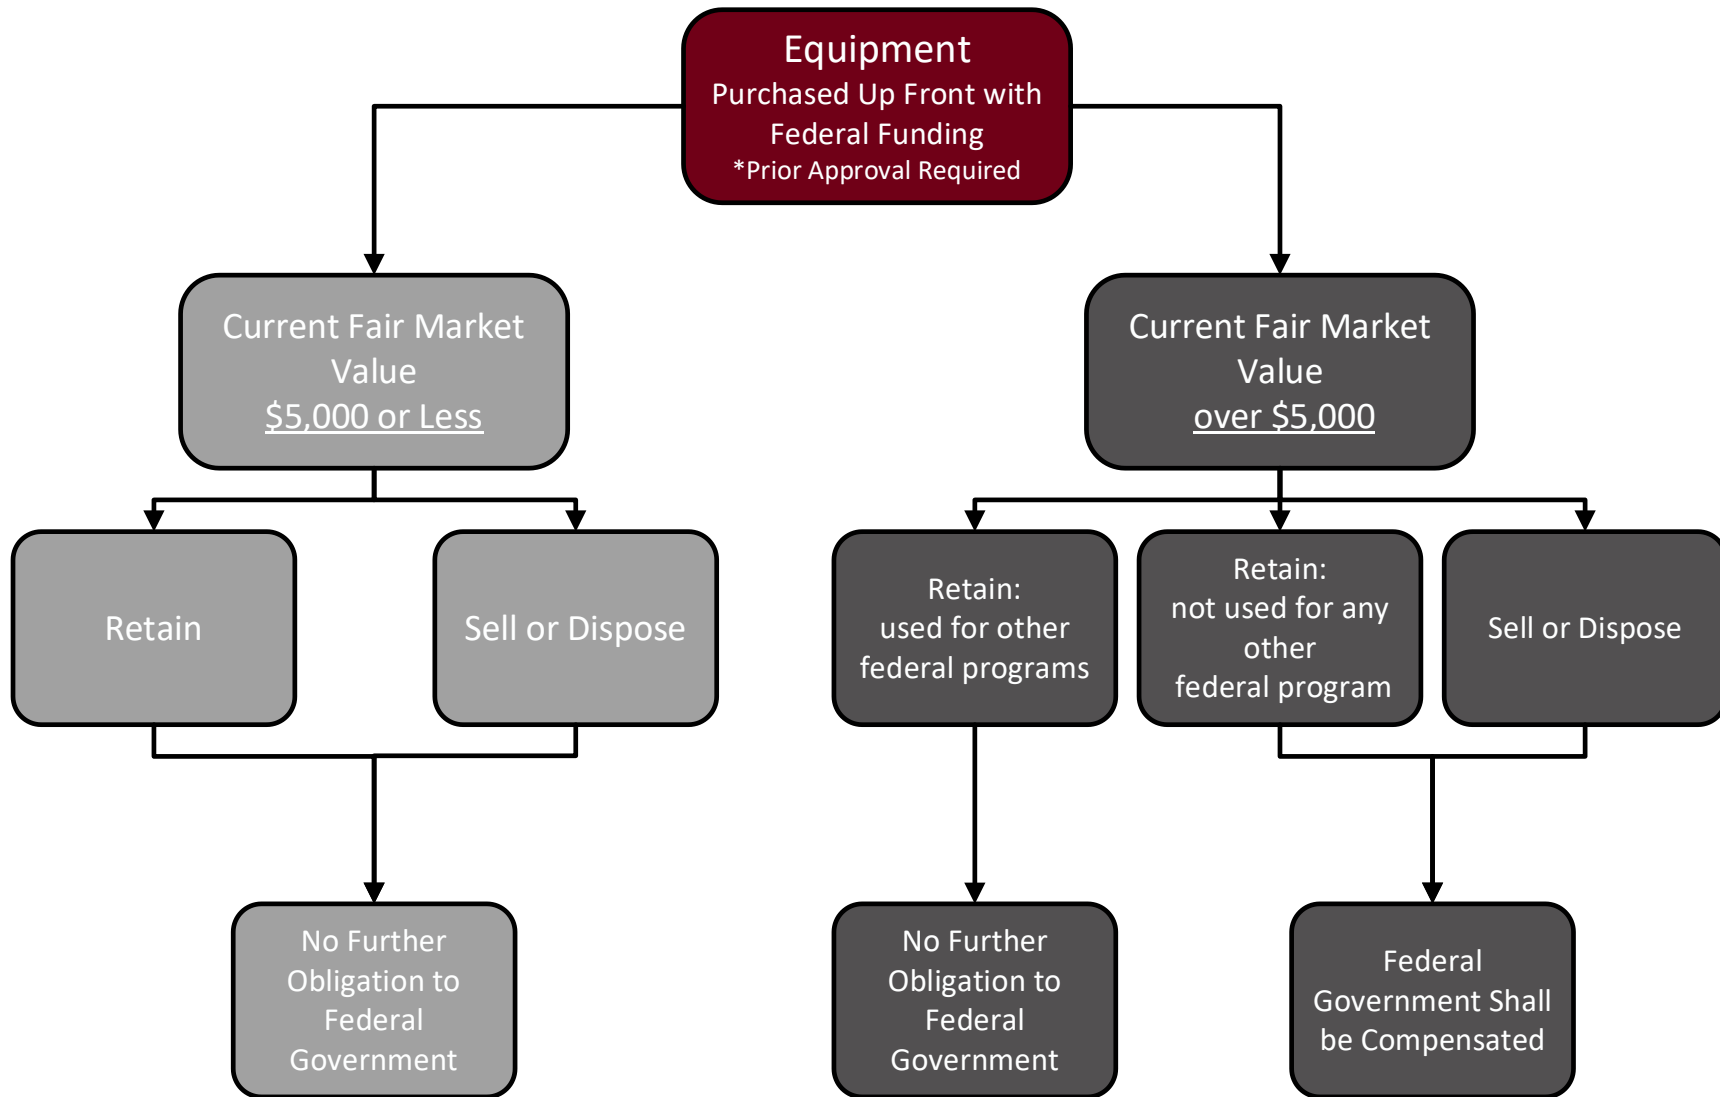 Equipment
Purchased Up Front with
Federal Funding
*Prior Approval Required
Current Fair Market
Value
$5,000 or Less
Current Fair Market
Value
over $5,000
Retain
Sell or Dispose
Retain:
used for other
federal programs
Retain:
not used for any
other
federal program
Sell or Dispose
No Further
Obligation to
Federal
Government
No Further
Obligation to
Federal
Government
Federal
Government Shall
be Compensated